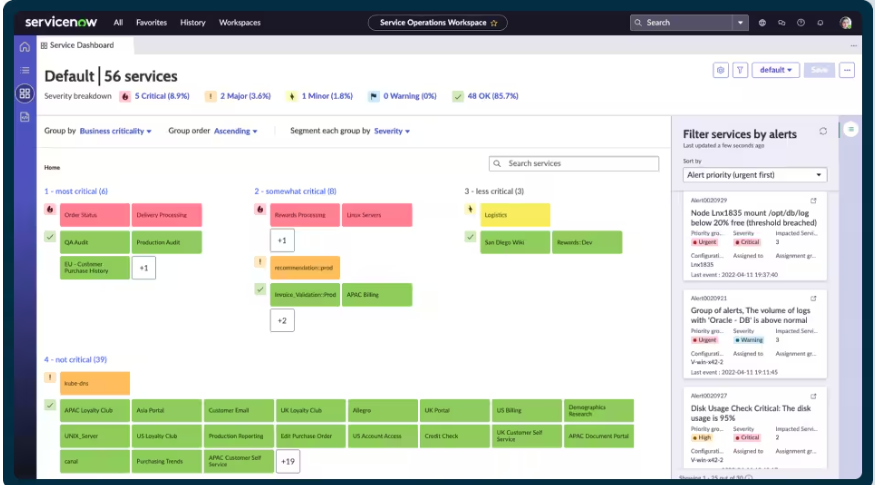 servicenow
All
Favorites
History
Workspaces
Service Operations Workspace
Search
Service Dashboard
Default | 56 services
default
Save
Severity breakdown
5 Critical (8.9%)
2 Major (3.6%)
1 Minor (1.8%)
0 Warning (0%)
48 OK (85.7%)
Group by Business criticality
Group order Ascending
Segment each group by Severity
Home
Search services
1 - most critical (6)
Order Status
Delivery Processing
QA Audit
Production Audit
EU - Customer
Purchase History
+1
2 - somewhat critical (8)
Rewards Processing
Linux Servers
+1
recommendation::prod
Invoice_Validation::Prod
APAC Billing
+2
3 - less critical (3)
Logistics
San Diego Wiki
Rewards::Dev
4 - not critical (39)
kube-dns
APAC Loyalty Club
Asia Portal
Customer Email
UK Loyalty Club
Allegro
UK Portal
US Billing
Demographics
Research
UNIX_Server
US Loyalty Club
Production Reporting
Edit Purchase Order
US Account Access
Credit Check
UK Customer Self
Service
APAC Document Portal
canal
Purchasing Trends
APAC Customer Self
Service
+19
Filter services by alerts
Last updated a few seconds ago
Sort by
Alert priority (urgent first)
Alert0020929
Node Lnx1835 mount /opt/db/log
below 20% free (threshold breached)
Priority gro...
Severity
Impacted Servi...
Urgent
Critical
3
Configurati...
Assigned to
Assignment gr...
Lnx1835
Last event : 2022-04-11 19:37:40
Alert0020911
Group of alerts, The volume of logs
with 'Oracle - DB' is above normal
Priority gro...
Severity
Impacted Servi...
Urgent
Warning
3
Configurati...
Assigned to
Assignment gr...
V-win-x42-2
Last event : 2022-04-11 19:11:45
Alert0020927
Disk Usage Check Critical: The disk
usage is 95%
Priority gro...
Severity
Impacted Servi...
High
Critical
2
Configurati...
Assigned to
Assignment gr...
V-win-x42-2